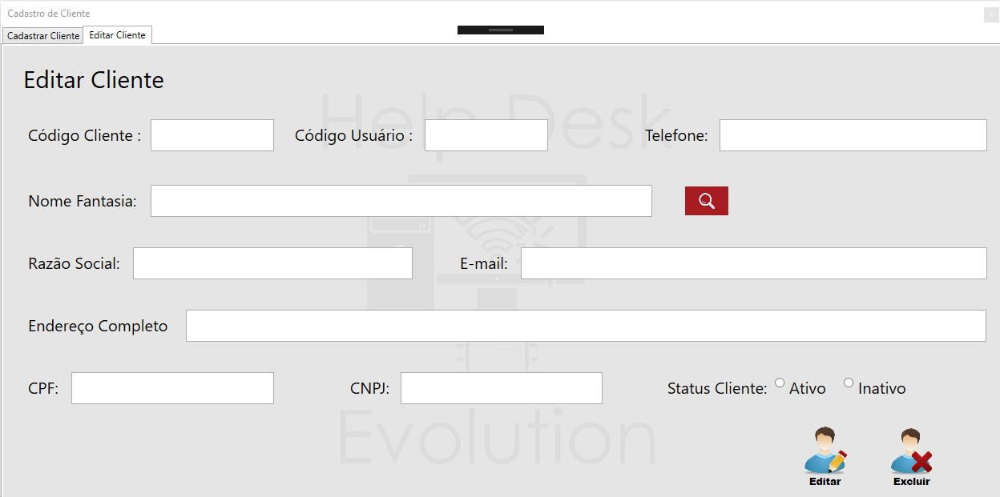 Cadastro de Cliente
x
Cadastrar Cliente Editar Cliente
Editar Cliente
Help Desk
Código Cliente : Código Usuário : Telefone:
Nome Fantasia:
Razão Social: E-mail:
Endereço Completo
CPF: CNPJ: Status Cliente: Ativo Inativo
Evolution
Editar Excluir